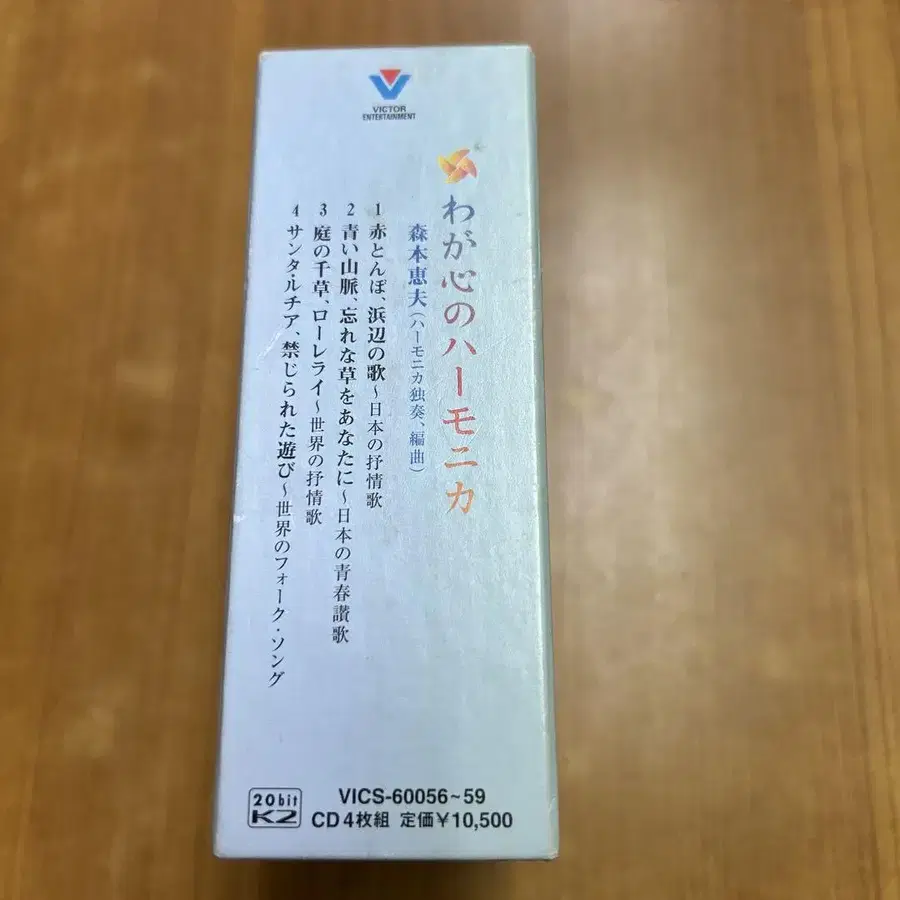 VICTOR
ENTERTAINMENT
わが心のハーモニカ
森本恵夫(ハーモニカ独奏、編曲)
1 赤とんぼ、浜辺の歌~日本の抒情歌
2 青い山脈、忘れな草をあなたに~日本の青春讃歌
3 庭の千草、ローレライ~世界の抒情歌
4 サンタ・ルチア、禁じられた遊び~世界のフォーク・ソング
20bit
K2
VICS-60056~59
CD4枚組 定価¥10,500